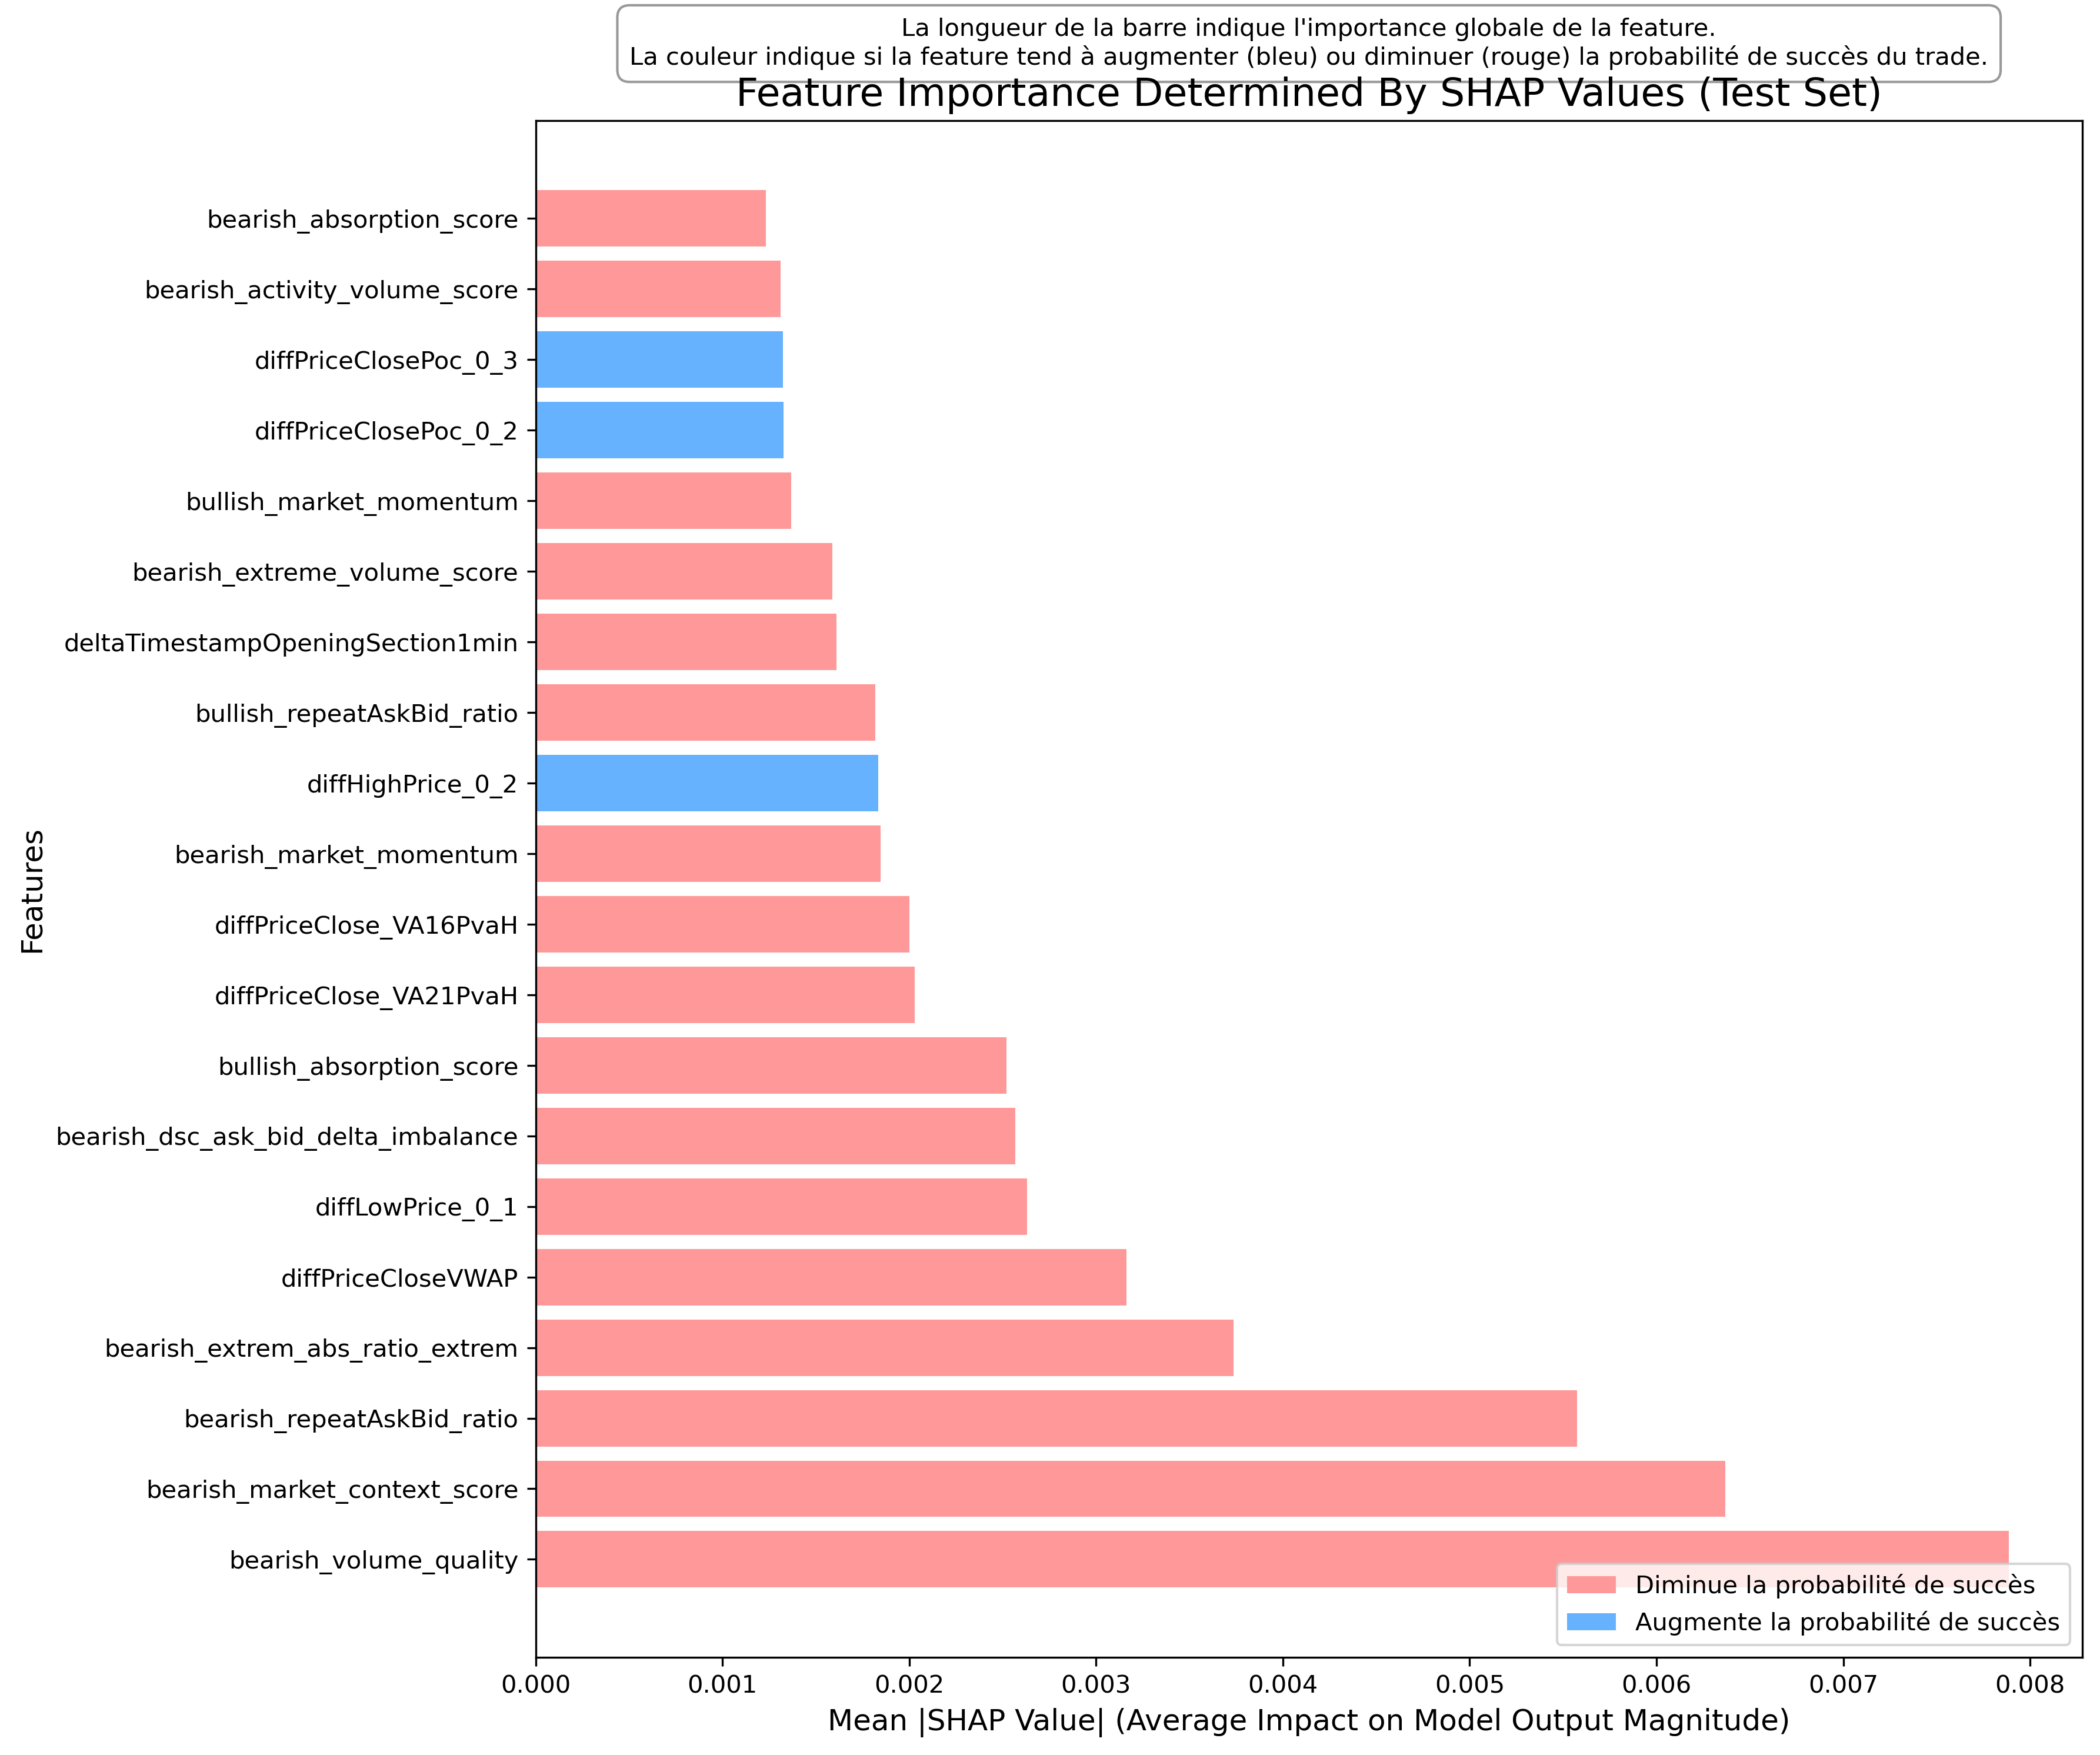 La longueur de la barre indique l'importance globale de la feature.
La couleur indique si la feature tend à augmenter (bleu) ou diminuer (rouge) la probabilité de succès du trade.
Feature Importance Determined By SHAP Values (Test Set)
bearish_absorption_score
bearish_activity_volume_score
diffPriceClosePoc_0_3
diffPriceClosePoc_0_2
bullish_market_momentum
bearish_extreme_volume_score
deltaTimestampOpeningSection1min
bullish_repeatAskBid_ratio
diffHighPrice_0_2
bearish_market_momentum
diffPriceClose_VA16PvaH
diffPriceClose_VA21PvaH
bullish_absorption_score
bearish_dsc_ask_bid_delta_imbalance
diffLowPrice_0_1
diffPriceCloseVWAP
bearish_extrem_abs_ratio_extrem
bearish_repeatAskBid_ratio
bearish_market_context_score
bearish_volume_quality
Features
Diminue la probabilité de succès
Augmente la probabilité de succès
0.000 0.001 0.002 0.003 0.004 0.005 0.006 0.007 0.008
Mean |SHAP Value| (Average Impact on Model Output Magnitude)